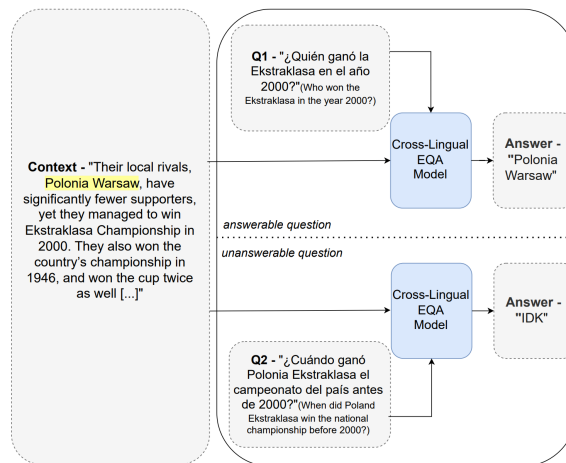 Context - "Their local rivals,
Polonia Warsaw, have
significantly fewer supporters,
yet they managed to win
Ekstraklasa Championship in
2000. They also won the
country's championship in
1946, and won the cup twice
as well [...]"
Q1 - "¿Quién ganó la
Ekstraklasa en el año
2000?"(Who won the
Ekstraklasa in the year 2000?)
Cross-Lingual
EQA
Model
Answer -
"Polonia
Warsaw"
answerable question
unanswerable question
Cross-Lingual
EQA
Model
Answer -
"IDK"
Q2 - "¿Cuándo ganó
Polonia Ekstraklasa el
campeonato del país antes
de 2000?"(When did Poland
Ekstraklasa win the national
championship before 2000?)